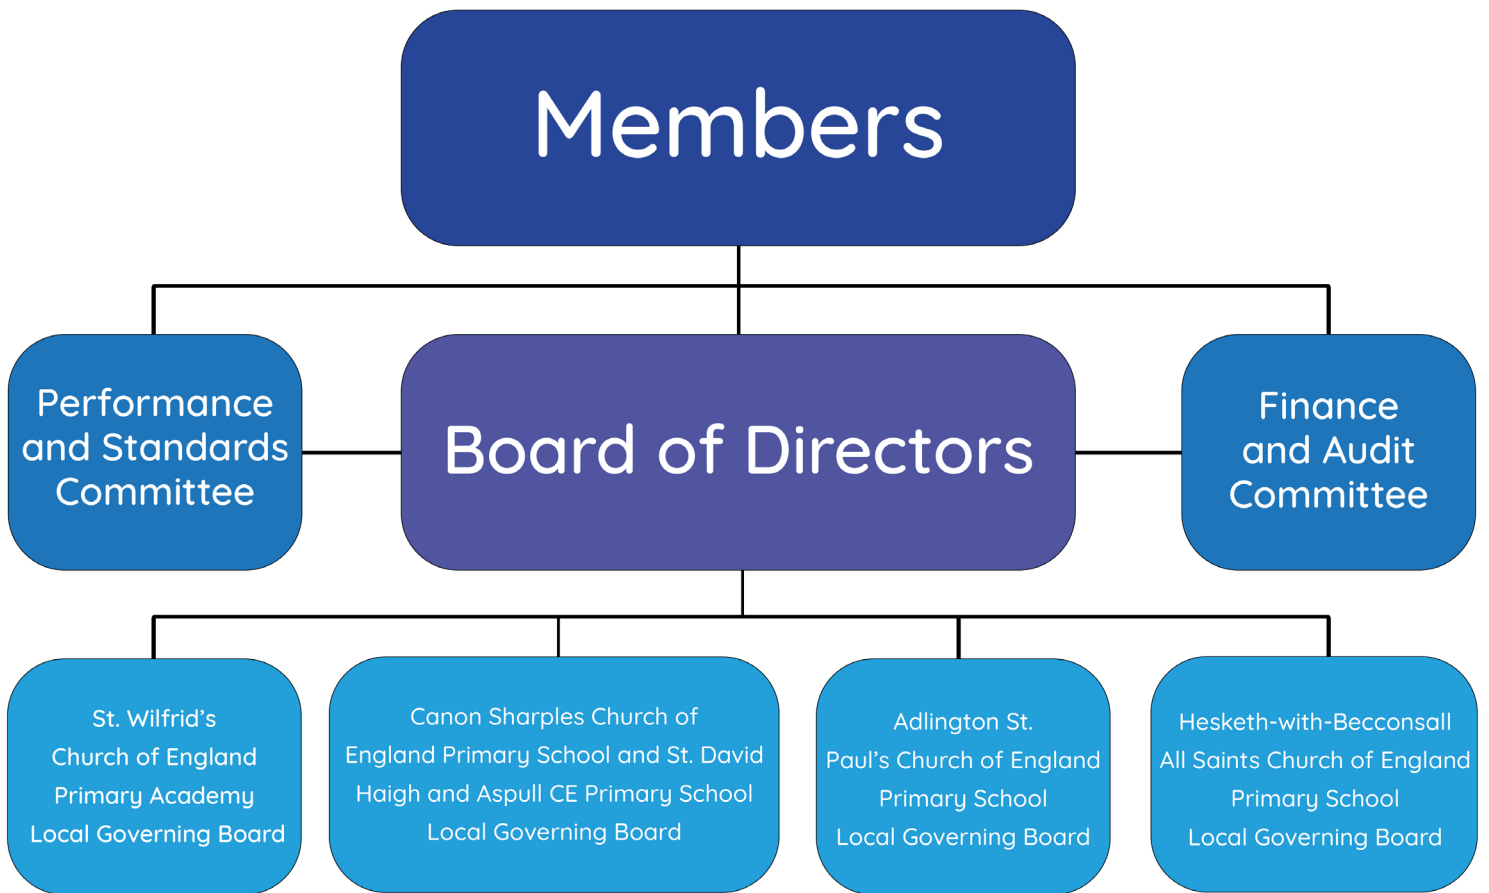 Members
Performance
and Standards
Committee
Board of Directors
Finance
and Audit
Committee
St. Wilfrid’s
Church of England
Primary Academy
Local Governing Board
Canon Sharples Church of
England Primary School and St. David
Haigh and Aspull CE Primary School
Local Governing Board
Adlington St.
Paul’s Church of England
Primary School
Local Governing Board
Hesketh-with-Becconsall
All Saints Church of England
Primary School
Local Governing Board